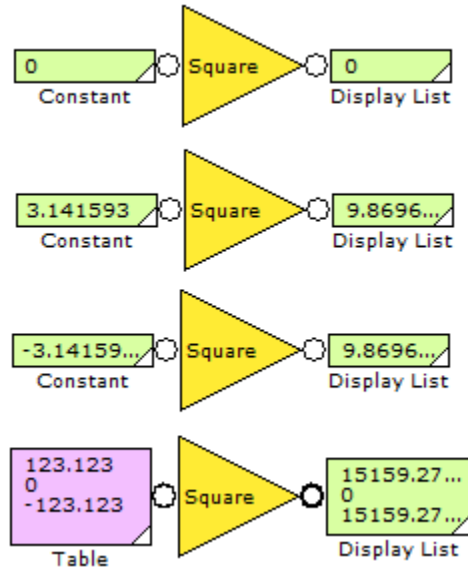 0
Square
0
Constant
Display List
3.141593
Square
9.8696...
Constant
Display List
-3.14159...
Square
9.8696...
Constant
Display List
123.123
0
-123.123
Square
15159.27...
0
15159.27...
Table
Display List